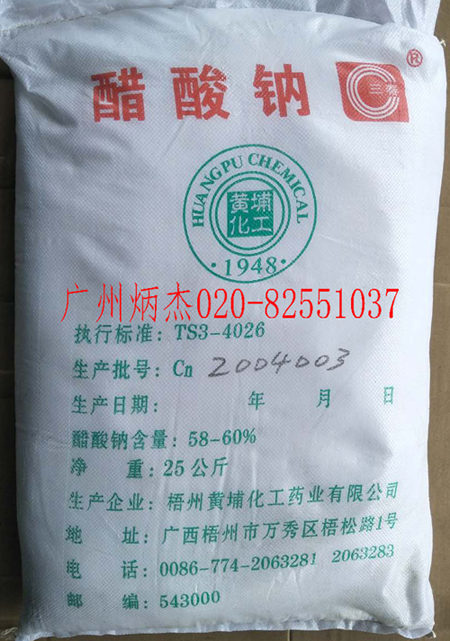 醋酸钠
三春
®
HUANGPU CHEMICAL
黄埔
化工
·1948·
广州炳杰020-82551037
执行标准：TS3-4026
生产批号：Cn 2004003
生产日期： 年 月 日
醋酸钠含量：58-60%
净 重：25公斤
生产企业：梧州黄埔化工药业有限公司
地 址：广西梧州市万秀区梧松路1号
电 话：0086-774-2063281 2063283
邮 编：543000